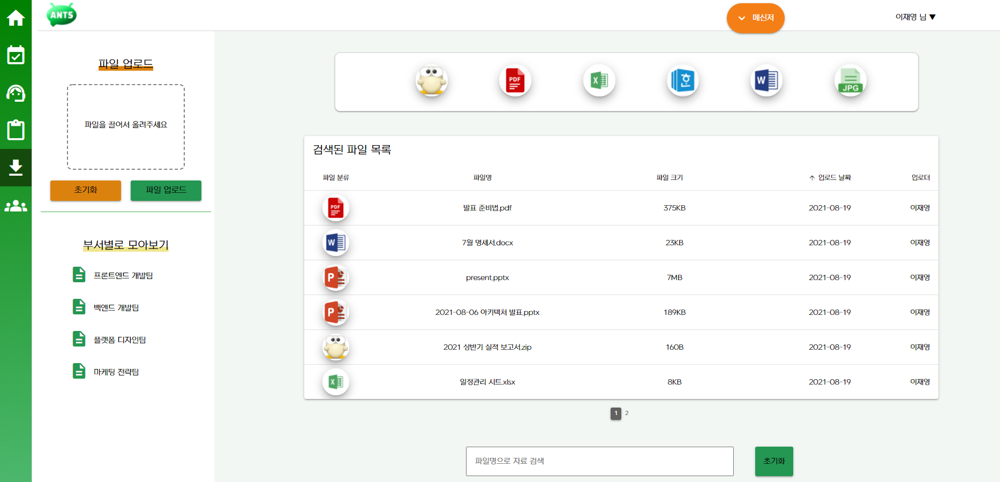 ANTS
메신저
이재영 님 ▼
파일 업로드
파일을 끌어서 올려주세요
초기화
파일 업로드
부서별로 모아보기
프론트엔드 개발팀
백엔드 개발팀
플랫폼 디자인팀
마케팅 전략팀
PDF
X
한
W
JPG
검색된 파일 목록
파일 분류 파일명 파일 크기 ↑ 업로드 날짜 업로더
PDF 발표 준비법.pdf 375KB 2021-08-19 이재영
W 7월 명세서.docx 23KB 2021-08-19 이재영
P present.pptx 7MB 2021-08-19 이재영
P 2021-08-06 아키텍처 발표.pptx 189KB 2021-08-19 이재영
2021 상반기 실적 보고서.zip 160B 2021-08-19 이재영
X 일정관리 시트.xlsx 8KB 2021-08-19 이재영
1 2
파일명으로 자료 검색
초기화